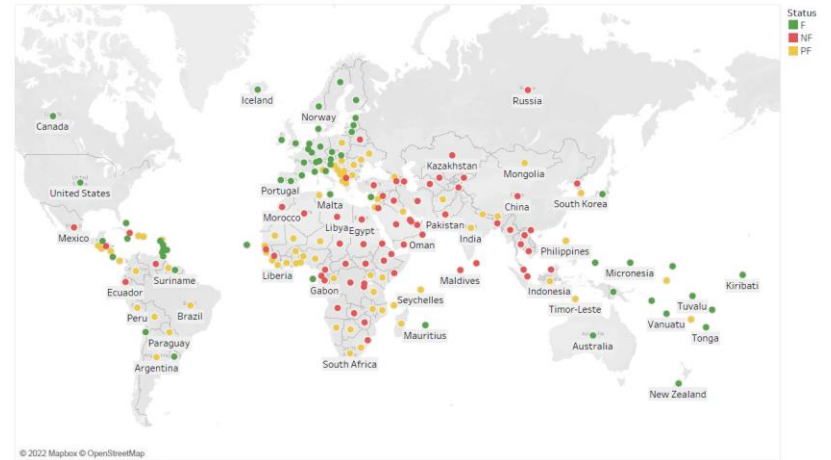 Status
F
NF
PF
Iceland
Russia
Norway
Canada
Kazakhstan
Mongolia
United States
Portugal
Malta
China
South Korea
Morocco
Libya
Egypt
Pakistan
Mexico
Oman
India
Philippines
Micronesia
Suriname
Liberia
Maldives
Kiribati
Ecuador
Gabon
Indonesia
Seychelles
Timor-Leste
Tuvalu
Peru
Brazil
Vanuatu
Mauritius
Tonga
Paraguay
Australia
Argentina
South Africa
New Zealand
© 2022 Mapbox © OpenStreetMap